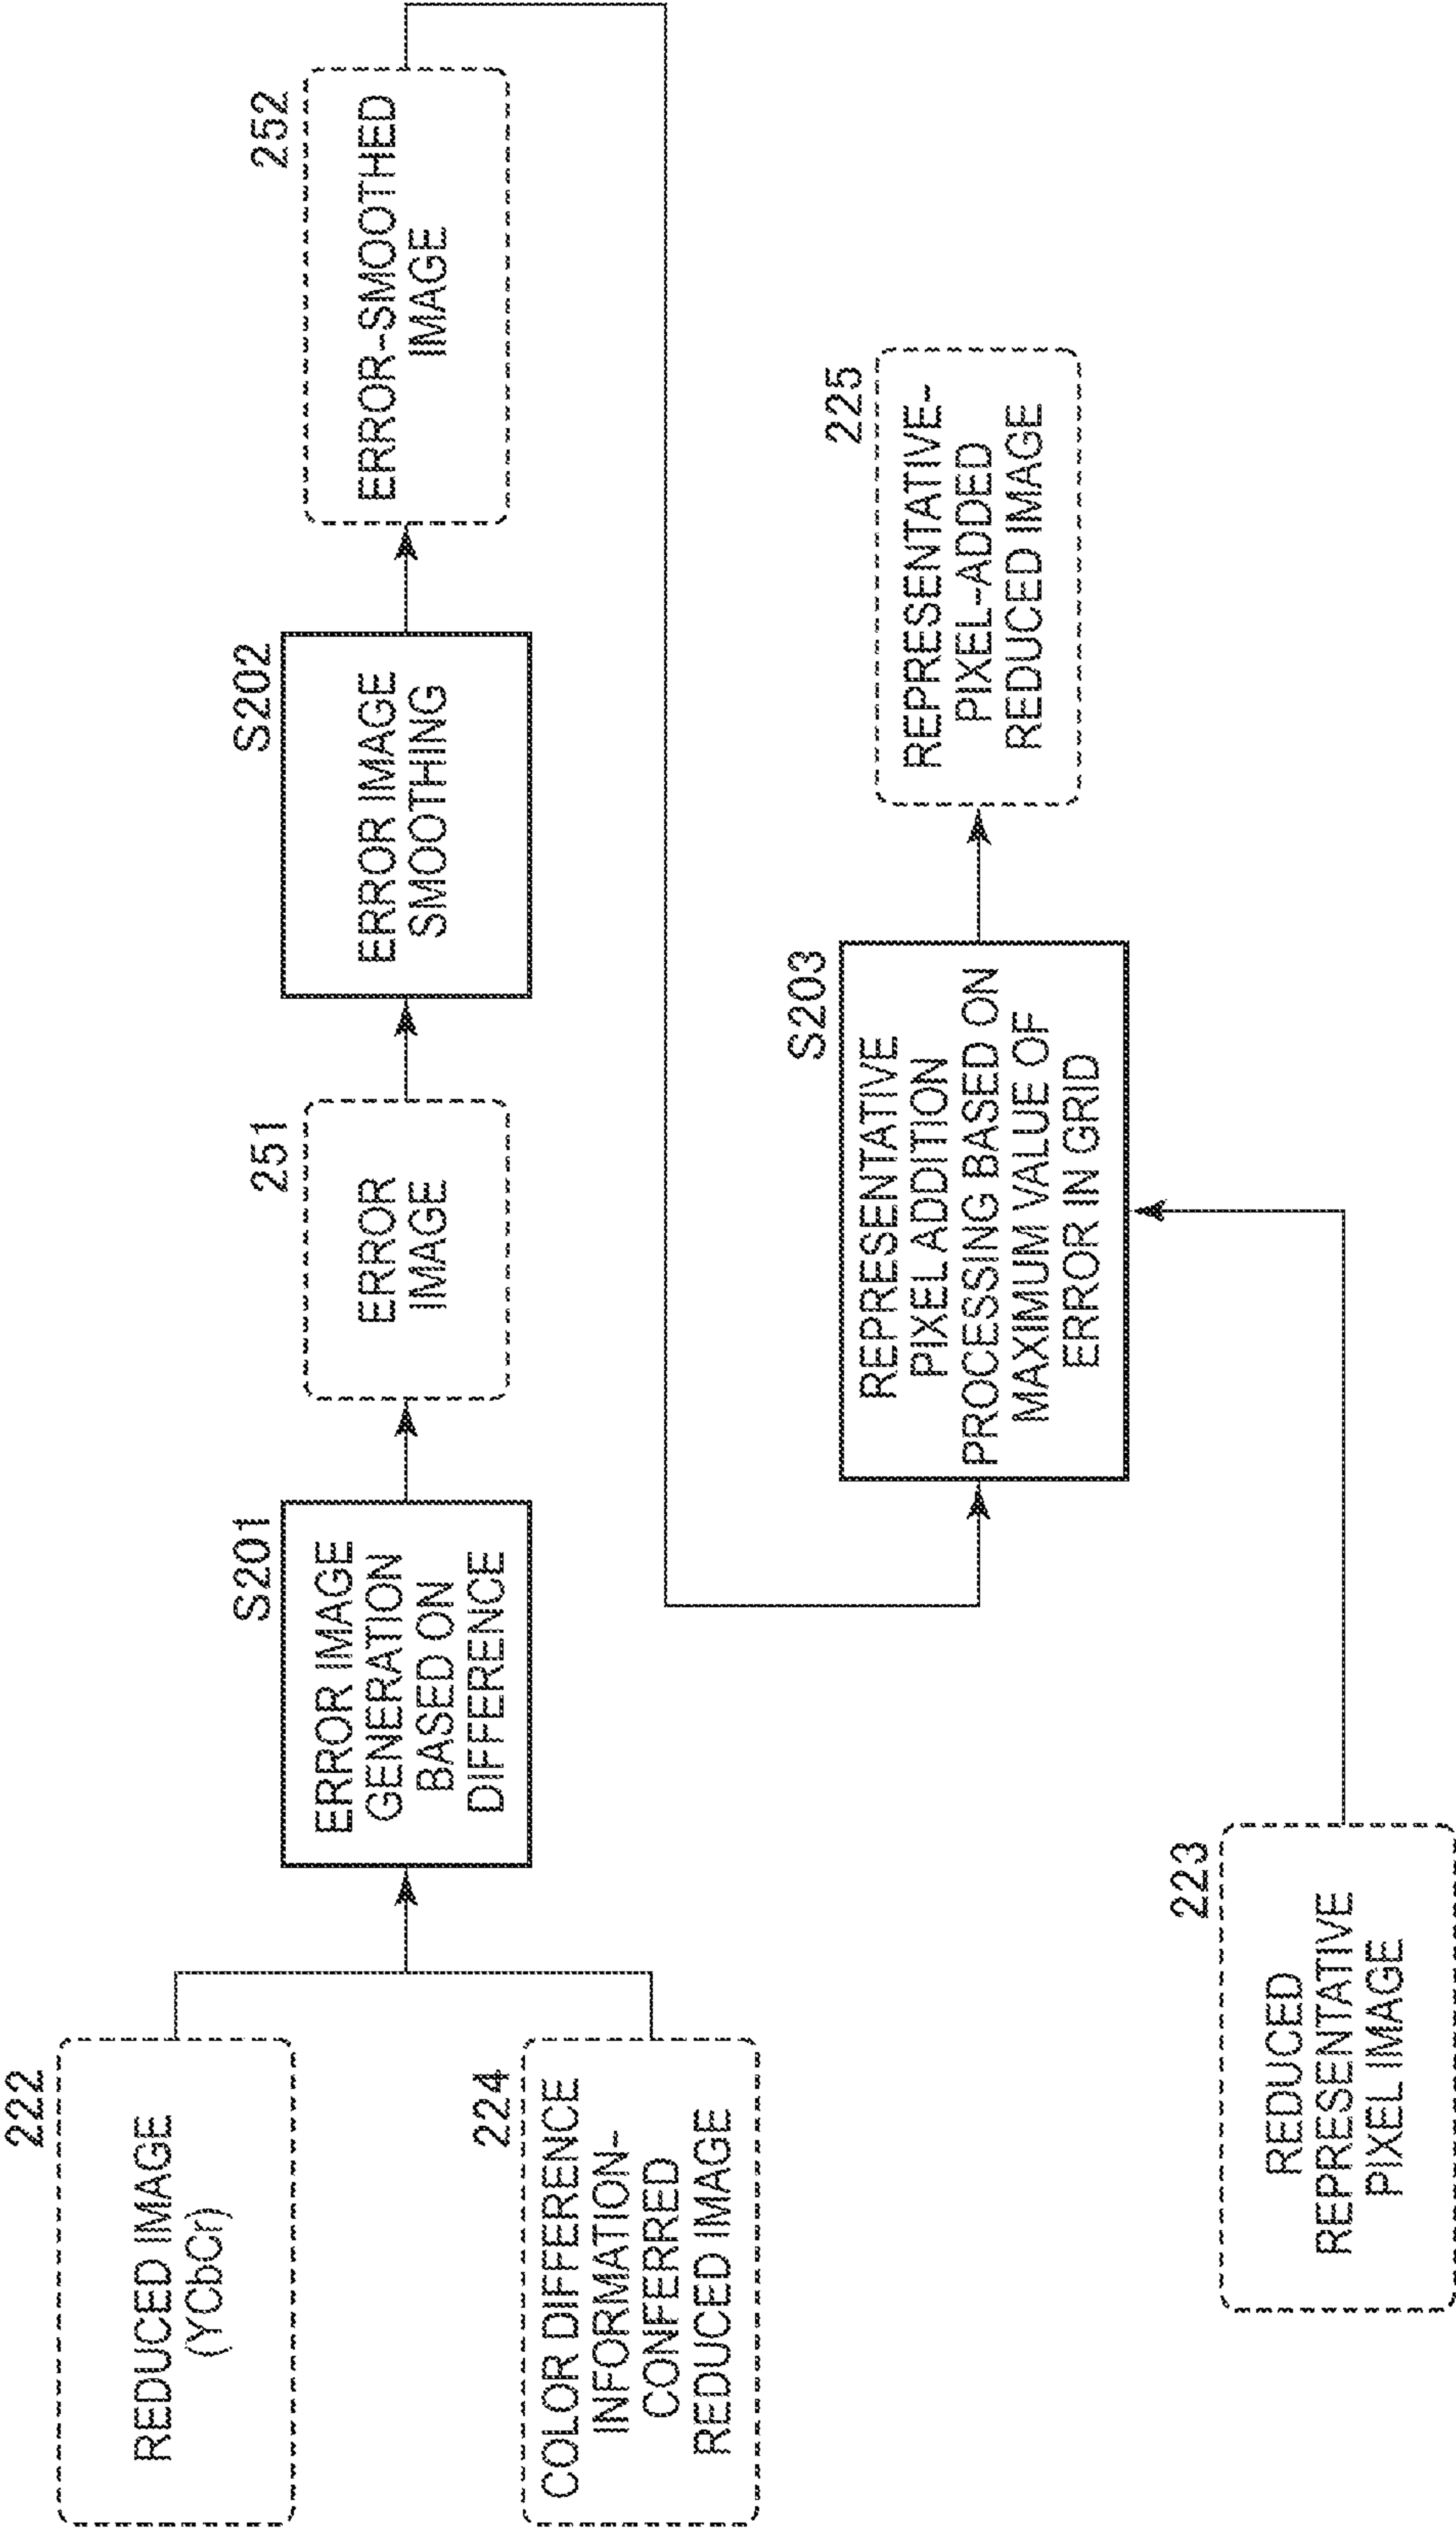 222
REDUCED IMAGE
(YCbCr)
224
COLOR DIFFERENCE
INFORMATION-
CONFERRED
REDUCED IMAGE
S201
ERROR IMAGE
GENERATION
BASED ON
DIFFERENCE
251
ERROR
IMAGE
S202
ERROR IMAGE
SMOOTHING
252
ERROR-SMOOTHED
IMAGE
223
REDUCED
REPRESENTATIVE
PIXEL IMAGE
S203
REPRESENTATIVE
PIXEL ADDITION
PROCESSING BASED ON
MAXIMUM VALUE OF
ERROR IN GRID
225
REPRESENTATIVE-
PIXEL-ADDED
REDUCED IMAGE